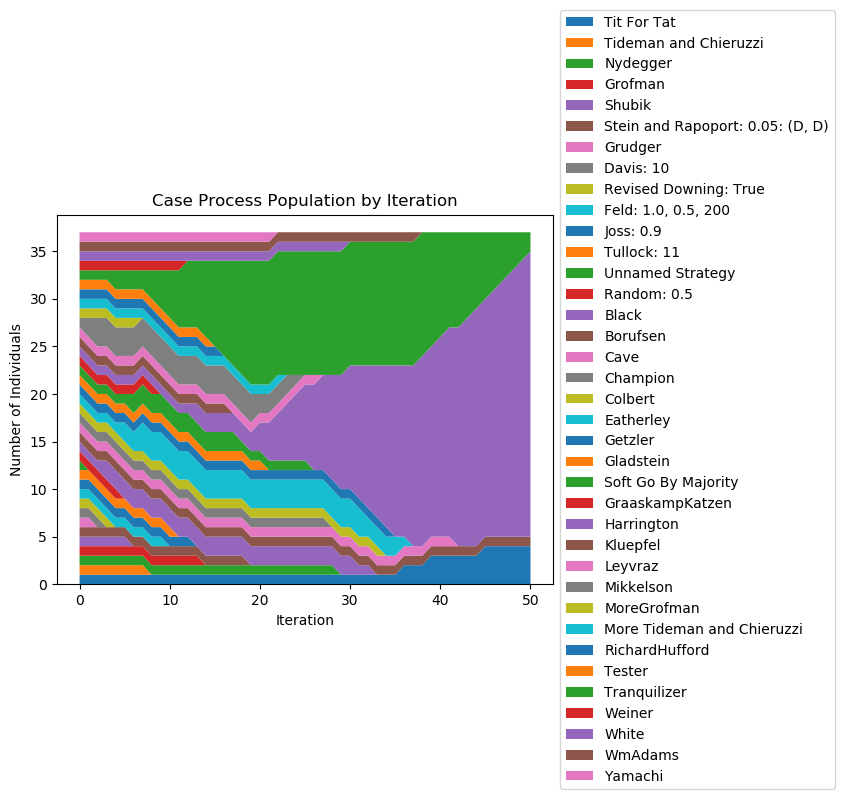 Case Process Population by Iteration
Number of Individuals
35
30
25
20
15
10
5
0
0 10 20 30 40 50
Iteration
Tit For Tat
Tideman and Chieruzzi
Nydegger
Grofman
Shubik
Stein and Rapoport: 0.05: (D, D)
Grudger
Davis: 10
Revised Downing: True
Feld: 1.0, 0.5, 200
Joss: 0.9
Tullock: 11
Unnamed Strategy
Random: 0.5
Black
Borufsen
Cave
Champion
Colbert
Eatherley
Getzler
Gladstein
Soft Go By Majority
GraaskampKatzen
Harrington
Kluepfel
Leyvraz
Mikkelson
MoreGrofman
More Tideman and Chieruzzi
RichardHufford
Tester
Tranquilizer
Weiner
White
WmAdams
Yamachi